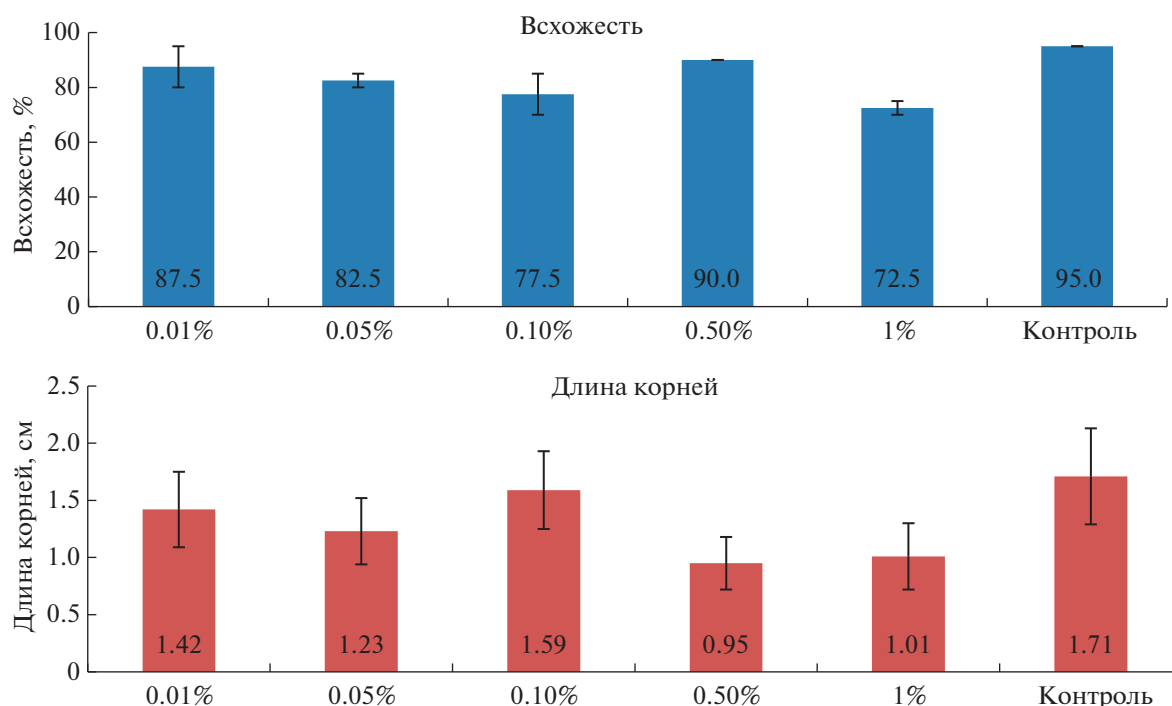 Всхожесть
Всхожесть, %
100
80
60
40
20
0
87.5 82.5 77.5 90.0 72.5 95.0
0.01% 0.05% 0.10% 0.50% 1% Контроль
Длина корней
Длина корней, см
2.5
2.0
1.5
1.0
0.5
0
1.42 1.23 1.59 0.95 1.01 1.71
0.01% 0.05% 0.10% 0.50% 1% Контроль